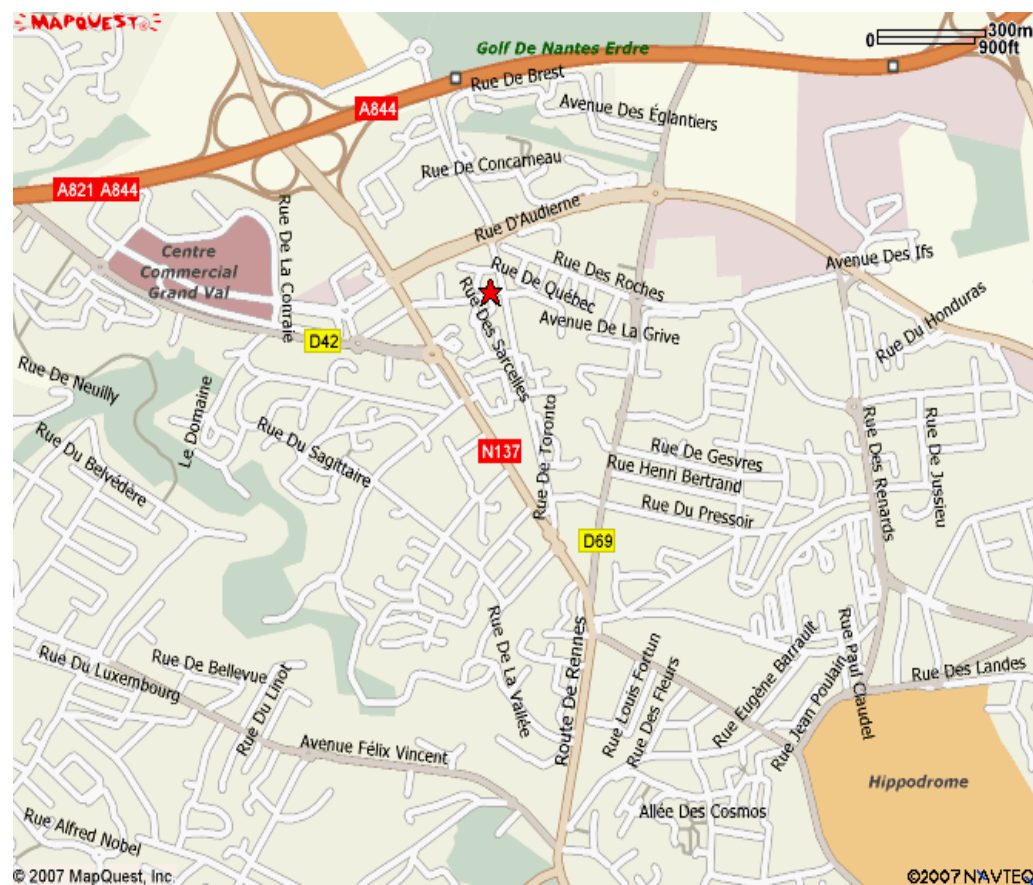 MAPQUEST
300m
0
900ft
Golf De Nantes Erdre
Rue De Brest
A844
Avenue Des Églantiers
Rue De Concarneau
A821 A844
Rue D'Audierne
Rue De La Conraie
Centre
Commercial
Grand Val
Rue Des Roches
Avenue Des Ifs
Rue De Québec
Rue Des Sarcelles
Avenue De La Grive
Rue Du Honduras
D42
Rue De Neuilly
Le Domaine
Rue Du Sagittaire
Rue Du Belvédère
N137
Rue De Toronto
Rue De Gesvres
Rue Henri Bertrand
Rue Du Pressoir
Rue Des Renards
Rue De Jussieu
D69
Rue De La Vallée
Route De Rennes
Rue Louis Fortun
Rue Des Fleurs
Rue Eugène Barrault
Rue Jean Poulain
Rue Paul Claudel
Rue Des Landes
Rue De Bellevue
Rue Du Luxembourg
Rue Du Linot
Avenue Félix Vincent
Hippodrome
Allée Des Cosmos
Rue Alfred Nobel
© 2007 MapQuest, Inc.
©2007 NAVTEQ